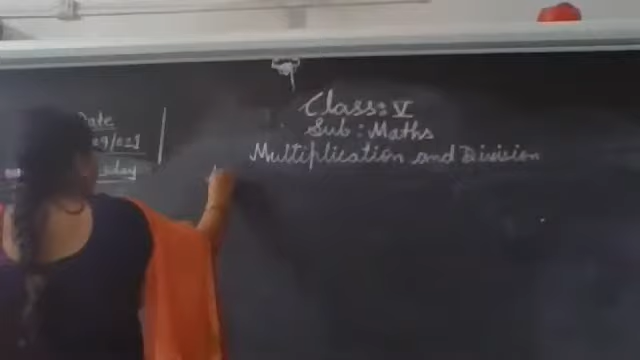 Date
Class: V
Sub: Maths
Multiplication and Division